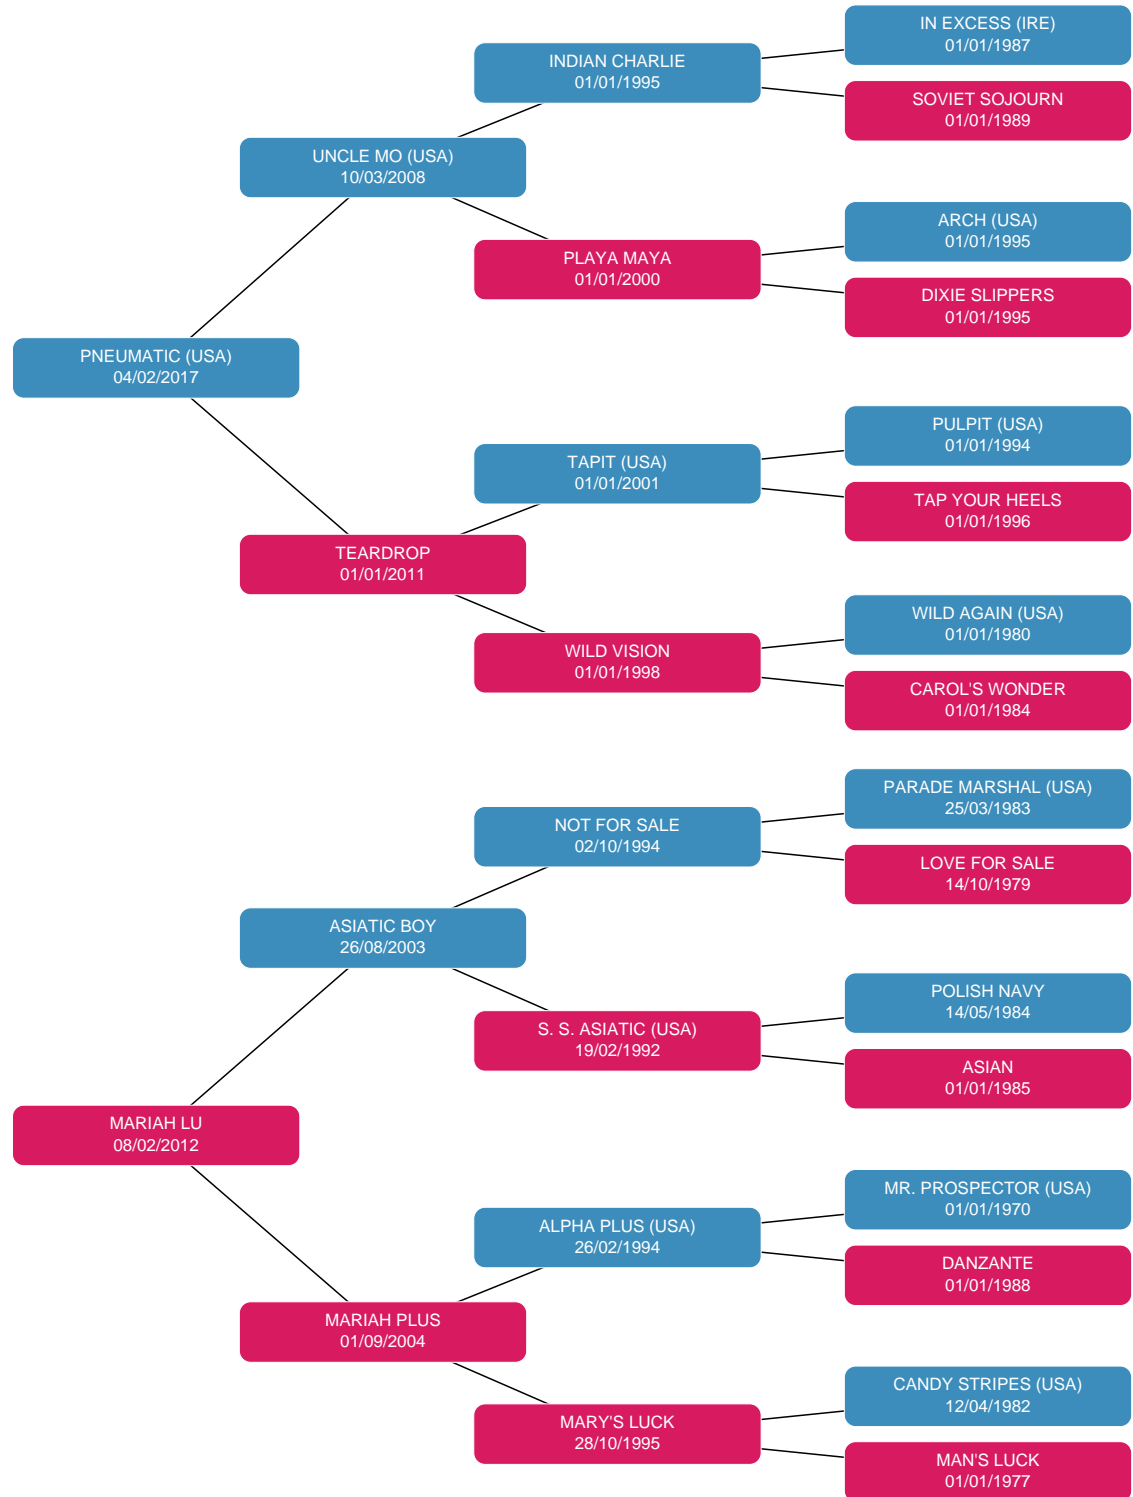 IN EXCESS (IRE)
01/01/1987
INDIAN CHARLIE
01/01/1995
SOVIET SOJOURN
01/01/1989
UNCLE MO (USA)
10/03/2008
ARCH (USA)
01/01/1995
PLAYA MAYA
01/01/2000
DIXIE SLIPPERS
01/01/1995
PNEUMATIC (USA)
04/02/2017
PULPIT (USA)
01/01/1994
TAPIT (USA)
01/01/2001
TAP YOUR HEELS
01/01/1996
TEARDROP
01/01/2011
WILD AGAIN (USA)
01/01/1980
WILD VISION
01/01/1998
CAROL'S WONDER
01/01/1984
PARADE MARSHAL (USA)
25/03/1983
NOT FOR SALE
02/10/1994
LOVE FOR SALE
14/10/1979
ASIATIC BOY
26/08/2003
POLISH NAVY
14/05/1984
S. S. ASIATIC (USA)
19/02/1992
ASIAN
01/01/1985
MARIAH LU
08/02/2012
MR. PROSPECTOR (USA)
01/01/1970
ALPHA PLUS (USA)
26/02/1994
DANZANTE
01/01/1988
MARIAH PLUS
01/09/2004
CANDY STRIPES (USA)
12/04/1982
MARY'S LUCK
28/10/1995
MAN'S LUCK
01/01/1977